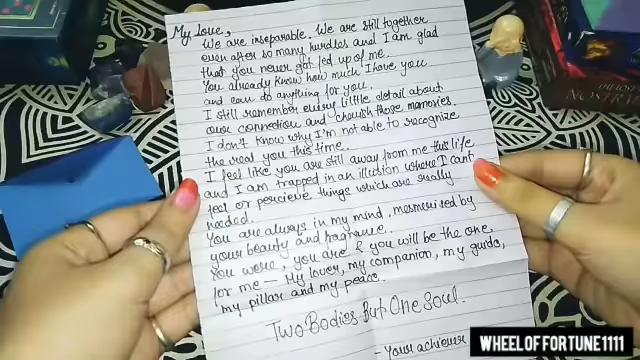 My Love,
We are inseparable. We are still together
even after so many hurdles and I am glad
that you never got fed up of me.
You already know how much I love you
and can do anything for you.
I still remember every little detail about
our connection and cherish those memories.
I don't know why I'm not able to recognize
the real you this time.
I feel like you are still away from me this life
and I am trapped in an illusion where I can't
feel or perceive things which are really
needed.
You are always in my mind, mesmerised by
your beauty and fragrance.
You were, you are & you will be the one
for me — My lover, my companion, my guide,
my pillar and my peace.
Two Bodies But One Soul.
- Your achiever
NOSTRA
WHEEL OF FORTUNE1111